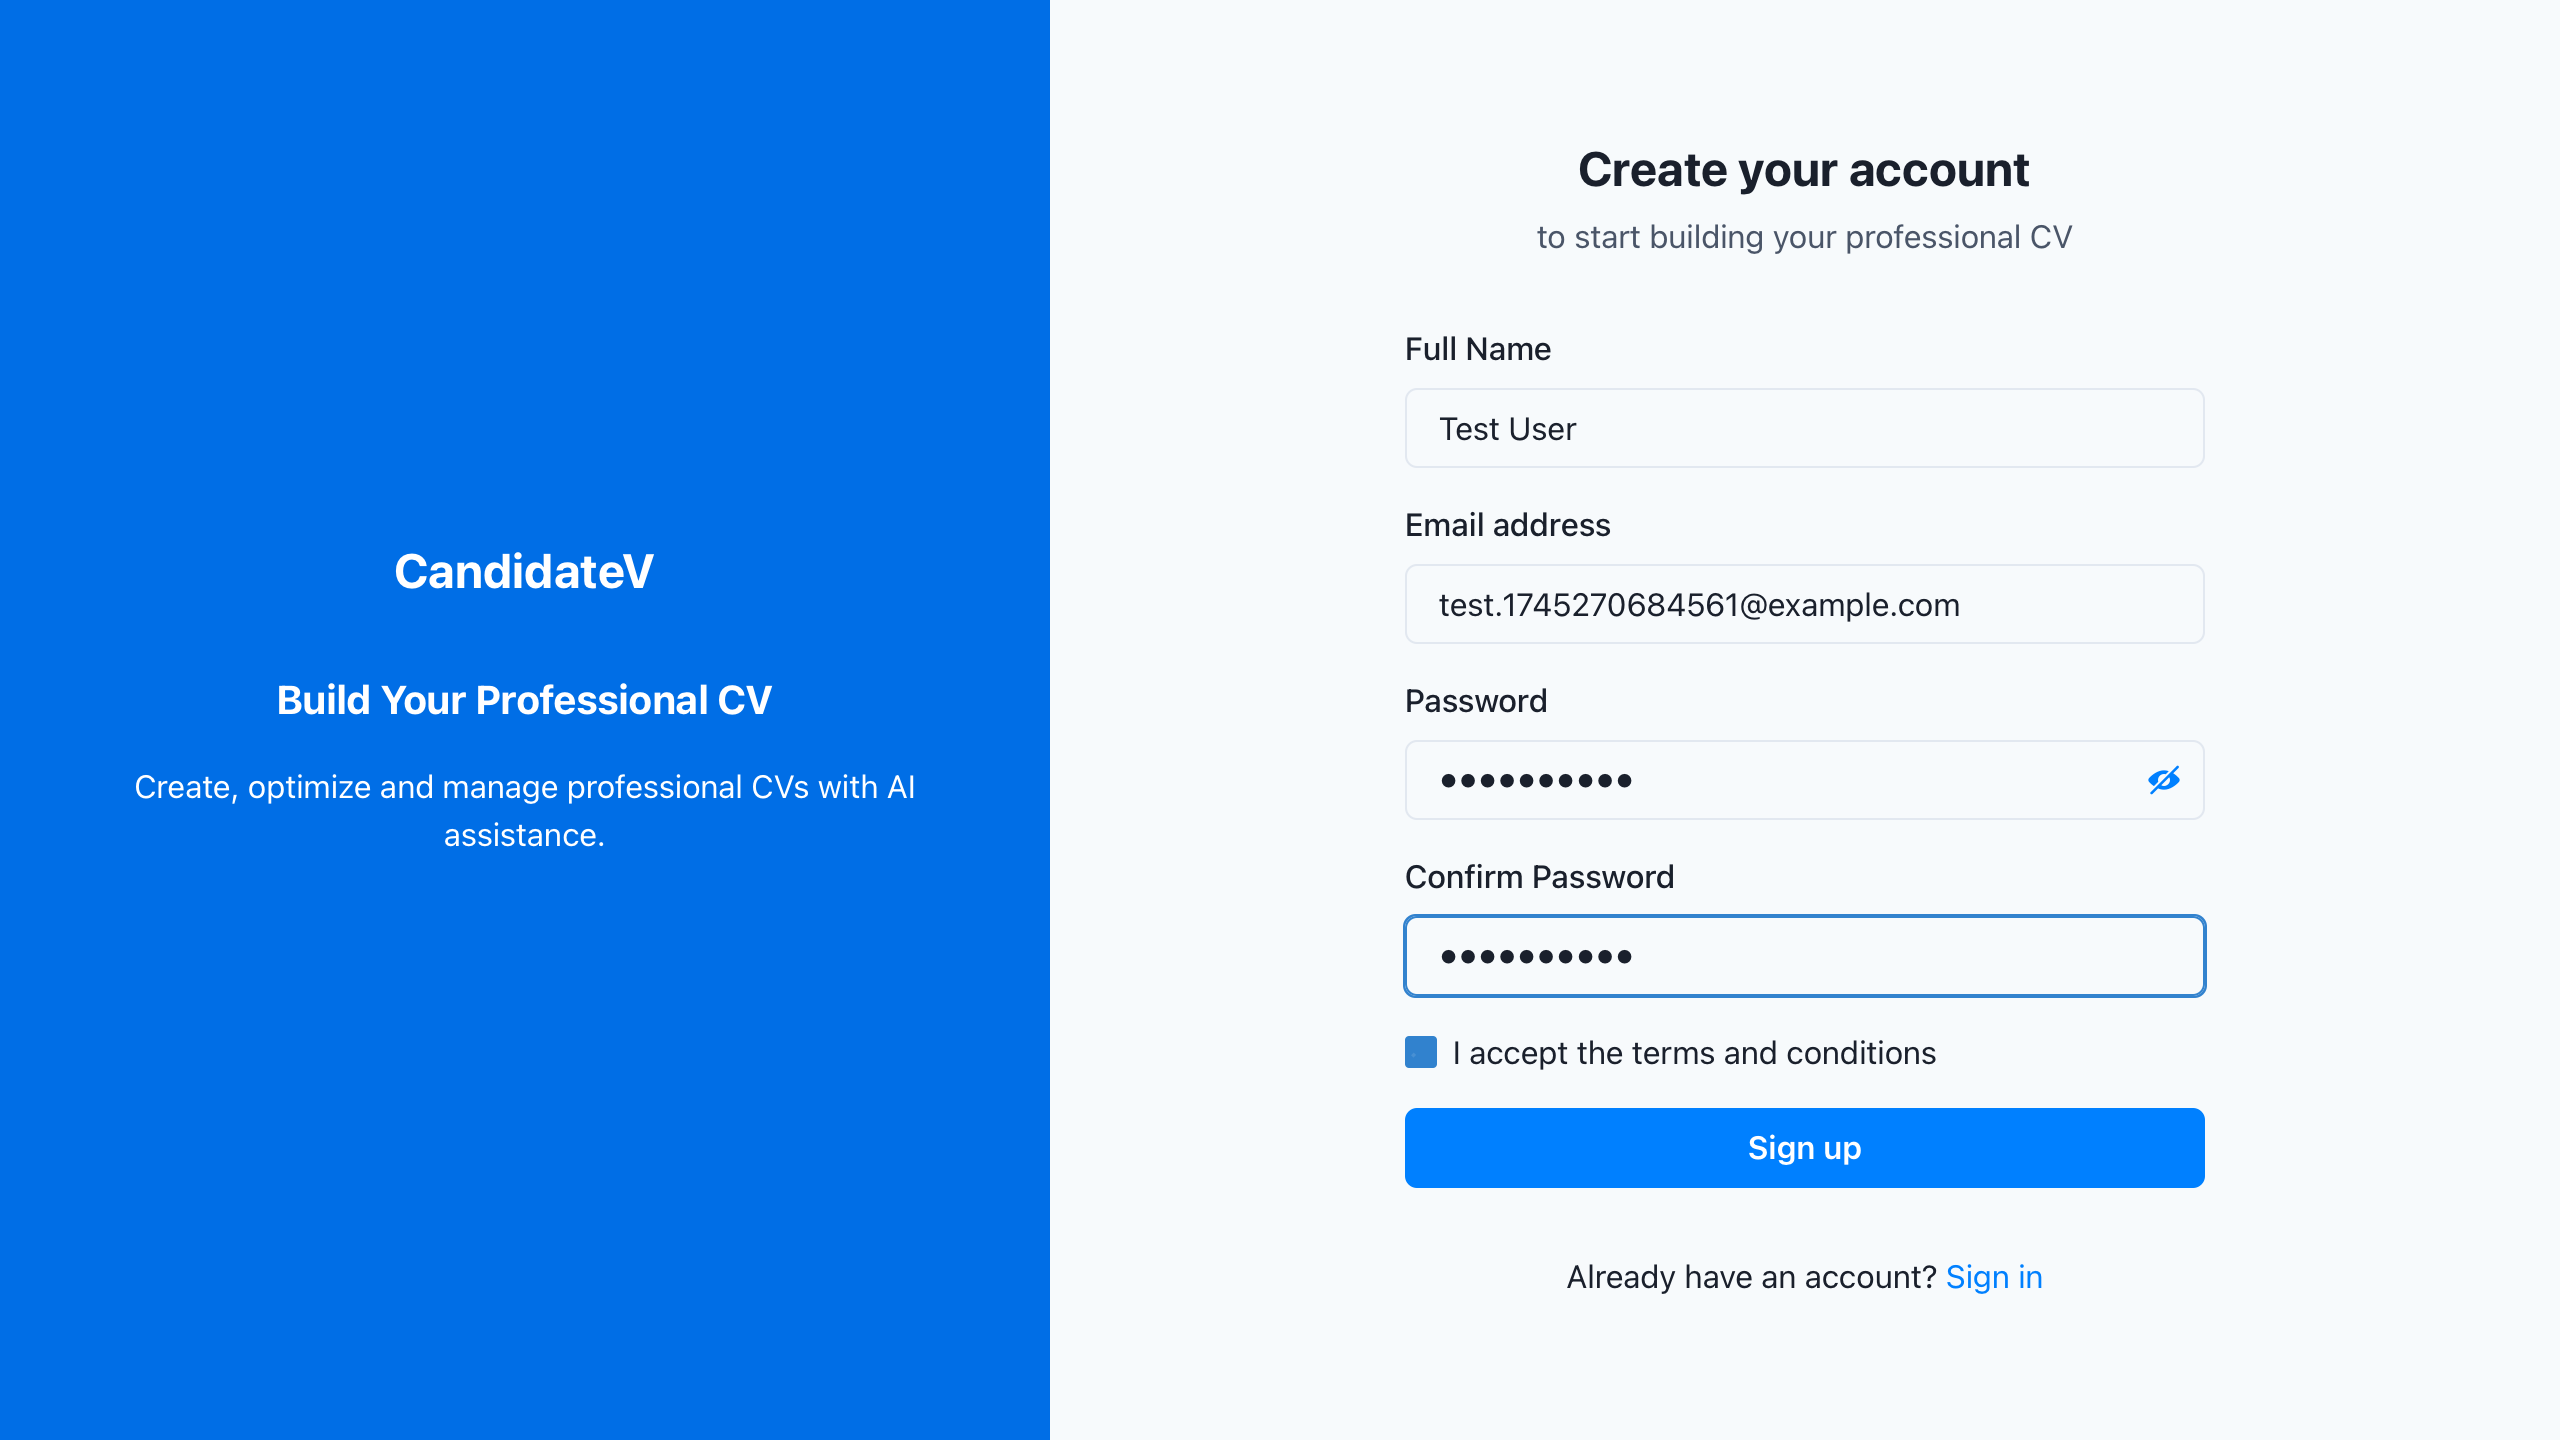 CandidateV
Build Your Professional CV
Create, optimize and manage professional CVs with AI
assistance.
Create your account
to start building your professional CV
Full Name
Test User
Email address
test.1745270684561@example.com
Password
••••••••••
Confirm Password
••••••••••
I accept the terms and conditions
Sign up
Already have an account? Sign in